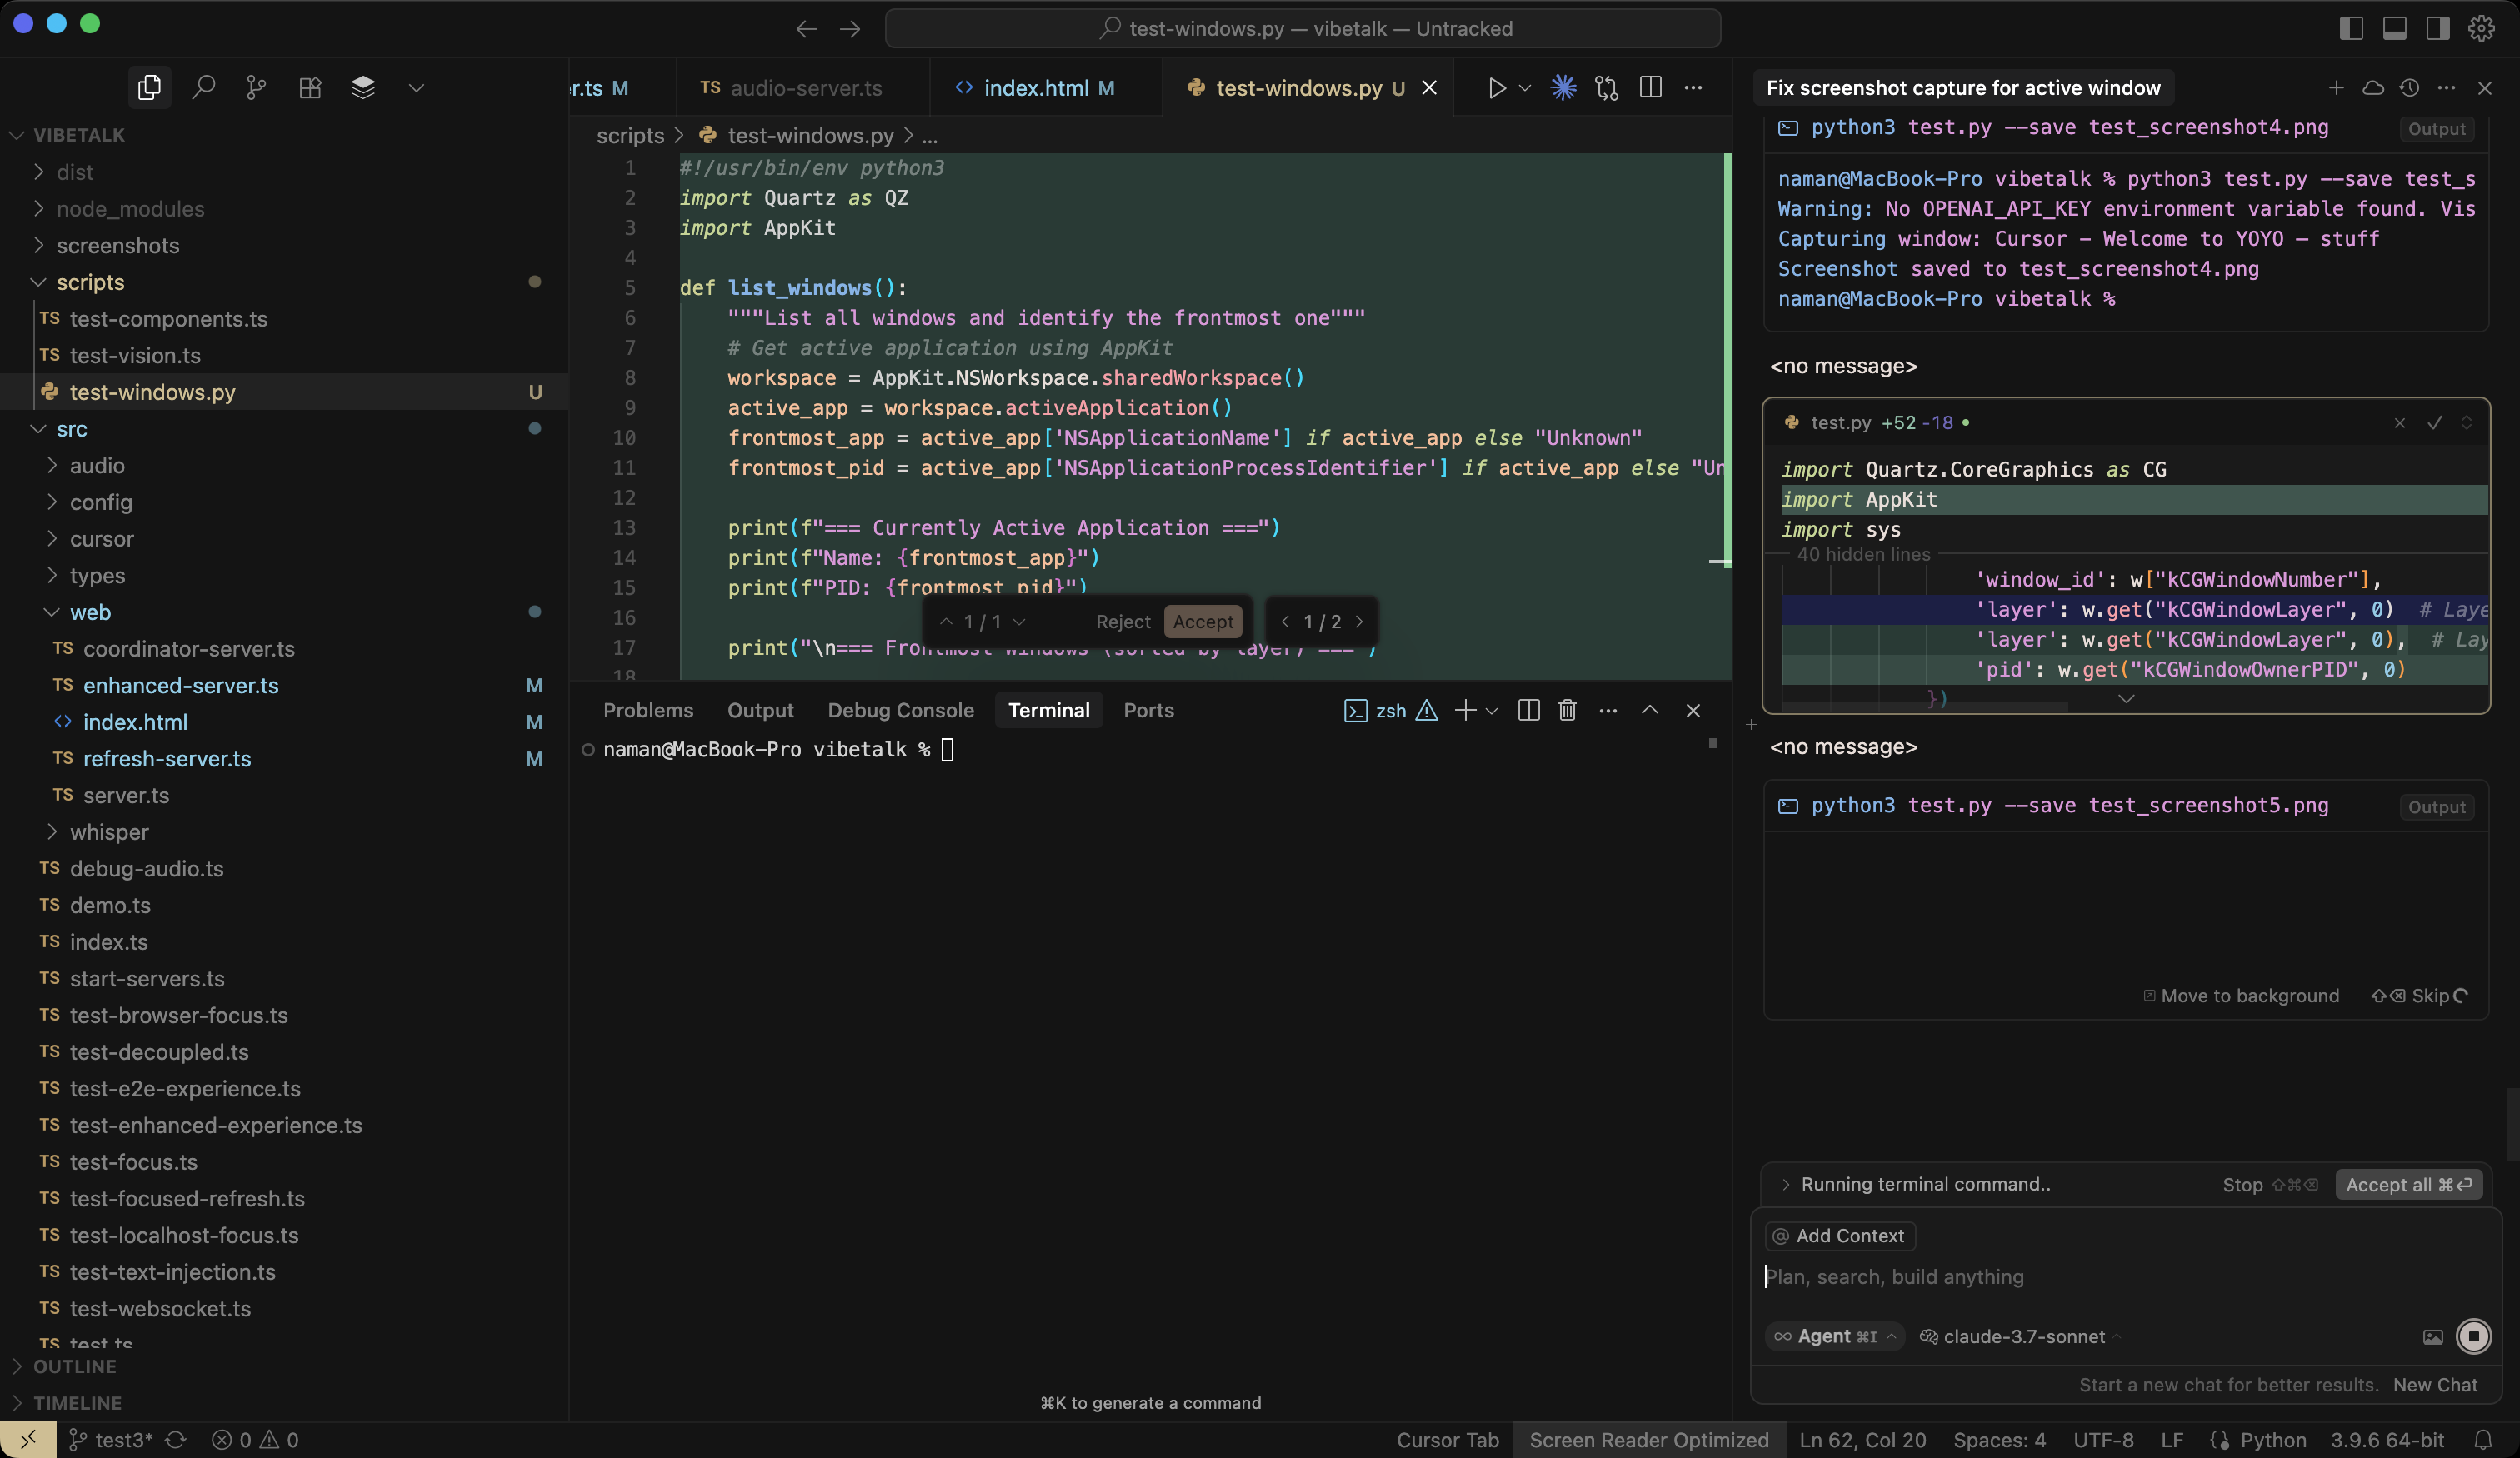 test-windows.py — vibetalk — Untracked
VIBETALK
dist
node_modules
screenshots
scripts
TS test-components.ts
TS test-vision.ts
test-windows.py U
src
audio
config
cursor
types
web
TS coordinator-server.ts
TS enhanced-server.ts M
<> index.html M
TS refresh-server.ts M
TS server.ts
whisper
TS debug-audio.ts
TS demo.ts
TS index.ts
TS start-servers.ts
TS test-browser-focus.ts
TS test-decoupled.ts
TS test-e2e-experience.ts
TS test-enhanced-experience.ts
TS test-focus.ts
TS test-focused-refresh.ts
TS test-localhost-focus.ts
TS test-text-injection.ts
TS test-websocket.ts
TS test.ts
OUTLINE
TIMELINE
er.ts M
TS audio-server.ts
<> index.html M
test-windows.py U
scripts > test-windows.py > ...
1 #!/usr/bin/env python3
2 import Quartz as QZ
3 import AppKit
4
5 def list_windows():
6 """List all windows and identify the frontmost one"""
7 # Get active application using AppKit
8 workspace = AppKit.NSWorkspace.sharedWorkspace()
9 active_app = workspace.activeApplication()
10 frontmost_app = active_app['NSApplicationName'] if active_app else "Unknown"
11 frontmost_pid = active_app['NSApplicationProcessIdentifier'] if active_app else "Un
12
13 print(f"=== Currently Active Application ===")
14 print(f"Name: {frontmost_app}")
15 print(f"PID: {frontmost_pid}")
16
17 print("\n=== Frontmost Windows (sorted by layer) ===")
18
1 / 1 Reject Accept
1 / 2
Problems Output Debug Console Terminal Ports
zsh
naman@MacBook-Pro vibetalk %
⌘K to generate a command
Fix screenshot capture for active window
python3 test.py --save test_screenshot4.png Output
naman@MacBook-Pro vibetalk % python3 test.py --save test_s
Warning: No OPENAI_API_KEY environment variable found. Vis
Capturing window: Cursor - Welcome to YOYO — stuff
Screenshot saved to test_screenshot4.png
naman@MacBook-Pro vibetalk %
<no message>
test.py +52 -18 •
import Quartz.CoreGraphics as CG
import AppKit
import sys
40 hidden lines
'window_id': w["kCGWindowNumber"],
'layer': w.get("kCGWindowLayer", 0) # Laye
'layer': w.get("kCGWindowLayer", 0), # Lay
'pid': w.get("kCGWindowOwnerPID", 0)
})
<no message>
python3 test.py --save test_screenshot5.png Output
Move to background ⇧⌫ Skip
Running terminal command.. Stop ⇧⌘⌫ Accept all ⌘⏎
@ Add Context
Plan, search, build anything
∞ Agent ⌘I claude-3.7-sonnet
Start a new chat for better results. New Chat
test3* 0 0
Cursor Tab Screen Reader Optimized Ln 62, Col 20 Spaces: 4 UTF-8 LF Python 3.9.6 64-bit